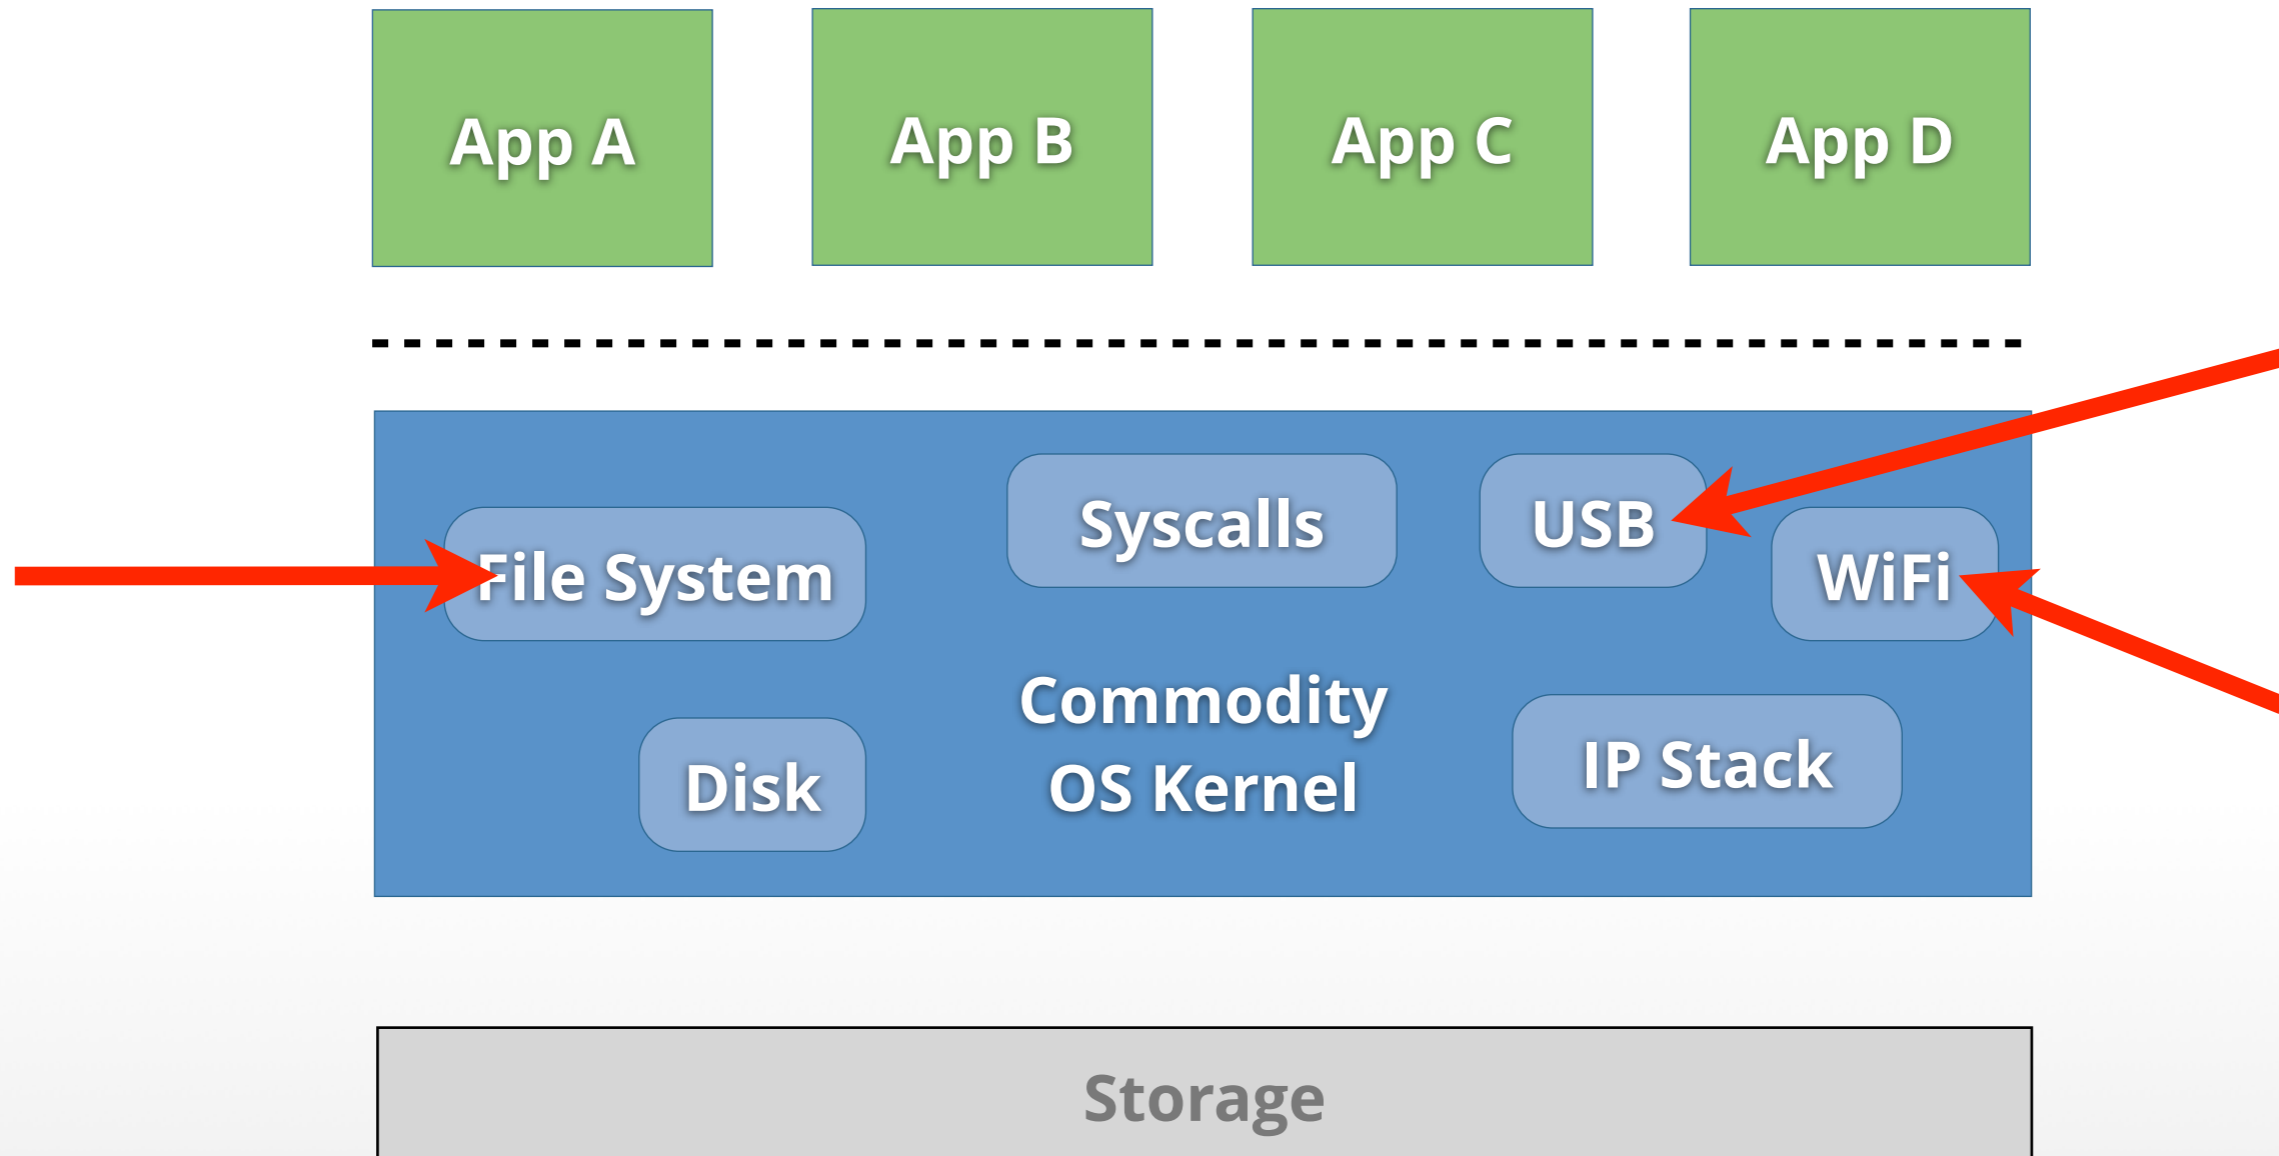 App A
App B
App C
App D
Syscalls
USB
File System
WiFi
Commodity
OS Kernel
IP Stack
Disk
Storage